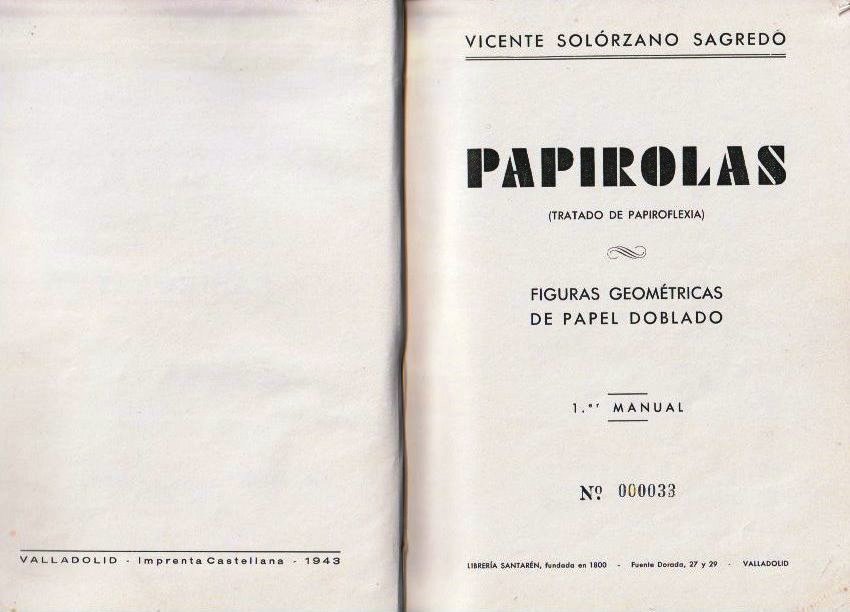 VALLADOLID - Imprenta Castellana - 1943
VICENTE SOLÓRZANO SAGREDO
PAPIROLAS
(TRATADO DE PAPIROFLEXIA)
FIGURAS GEOMÉTRICAS
DE PAPEL DOBLADO
1.er MANUAL
Nº 000033
LIBRERÍA SANTARÉN, fundada en 1800 - Fuente Dorada, 27 y 29 - VALLADOLID